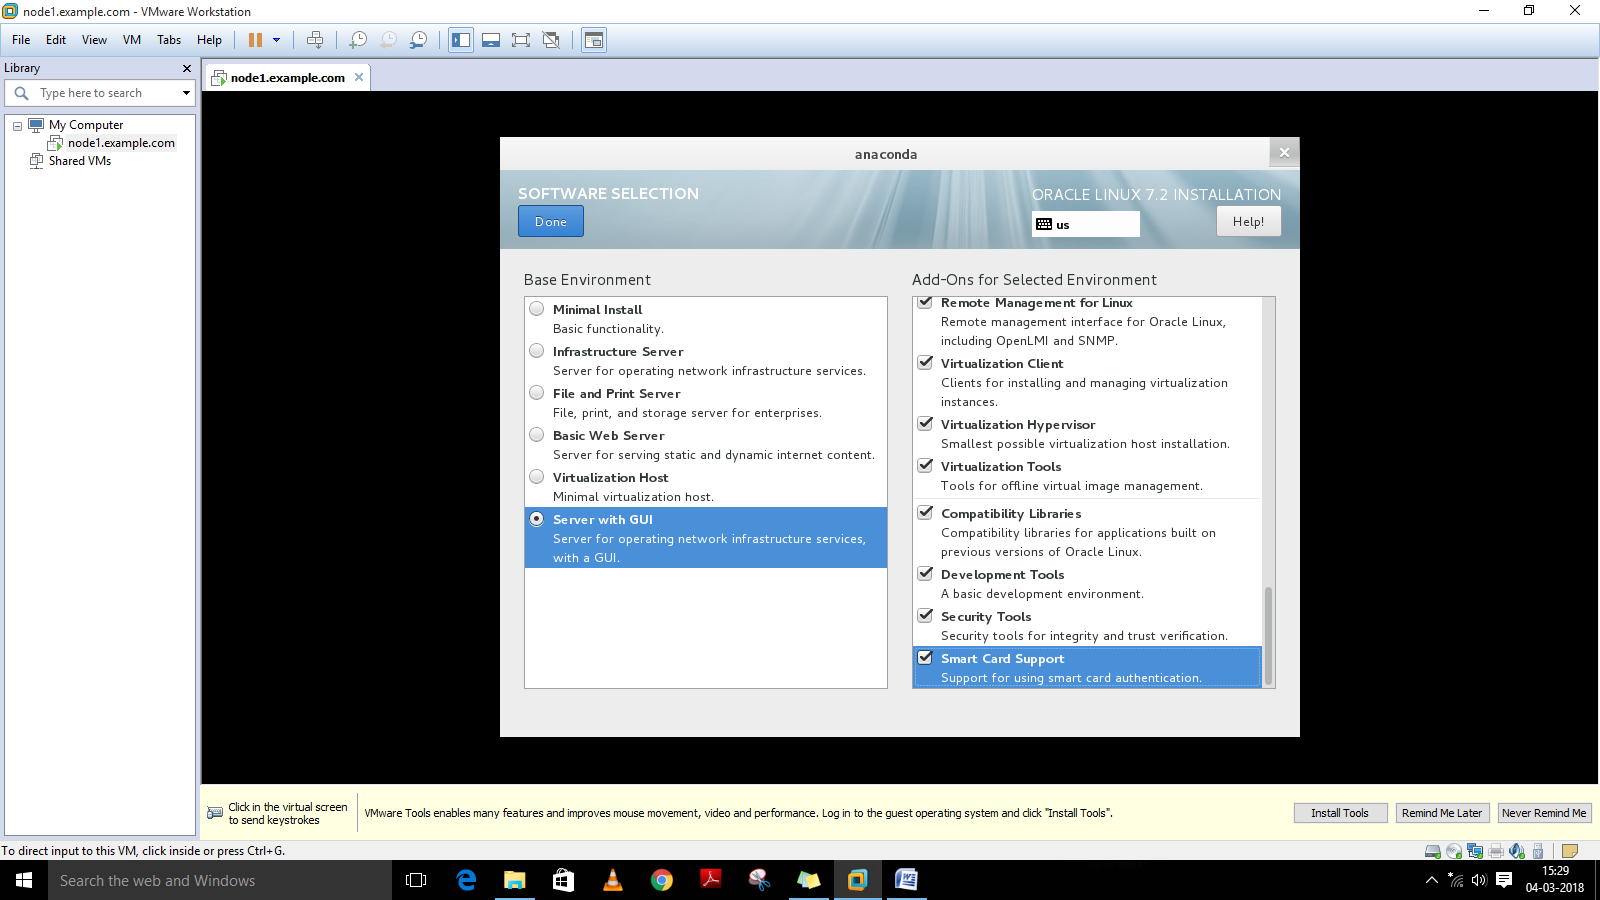 node1.example.com - VMware Workstation
File Edit View VM Tabs Help
Library
Type here to search
My Computer
node1.example.com
Shared VMs
node1.example.com
anaconda
SOFTWARE SELECTION
Done
ORACLE LINUX 7.2 INSTALLATION
us
Help!
Base Environment
Minimal Install
Basic functionality.
Infrastructure Server
Server for operating network infrastructure services.
File and Print Server
File, print, and storage server for enterprises.
Basic Web Server
Server for serving static and dynamic internet content.
Virtualization Host
Minimal virtualization host.
Server with GUI
Server for operating network infrastructure services,
with a GUI.
Add-Ons for Selected Environment
Remote Management for Linux
Remote management interface for Oracle Linux,
including OpenLMI and SNMP.
Virtualization Client
Clients for installing and managing virtualization
instances.
Virtualization Hypervisor
Smallest possible virtualization host installation.
Virtualization Tools
Tools for offline virtual image management.
Compatibility Libraries
Compatibility libraries for applications built on
previous versions of Oracle Linux.
Development Tools
A basic development environment.
Security Tools
Security tools for integrity and trust verification.
Smart Card Support
Support for using smart card authentication.
Click in the virtual screen
to send keystrokes
VMware Tools enables many features and improves mouse movement, video and performance. Log in to the guest operating system and click "Install Tools".
Install Tools
Remind Me Later
Never Remind Me
To direct input to this VM, click inside or press Ctrl+G.
Search the web and Windows
15:29
04-03-2018